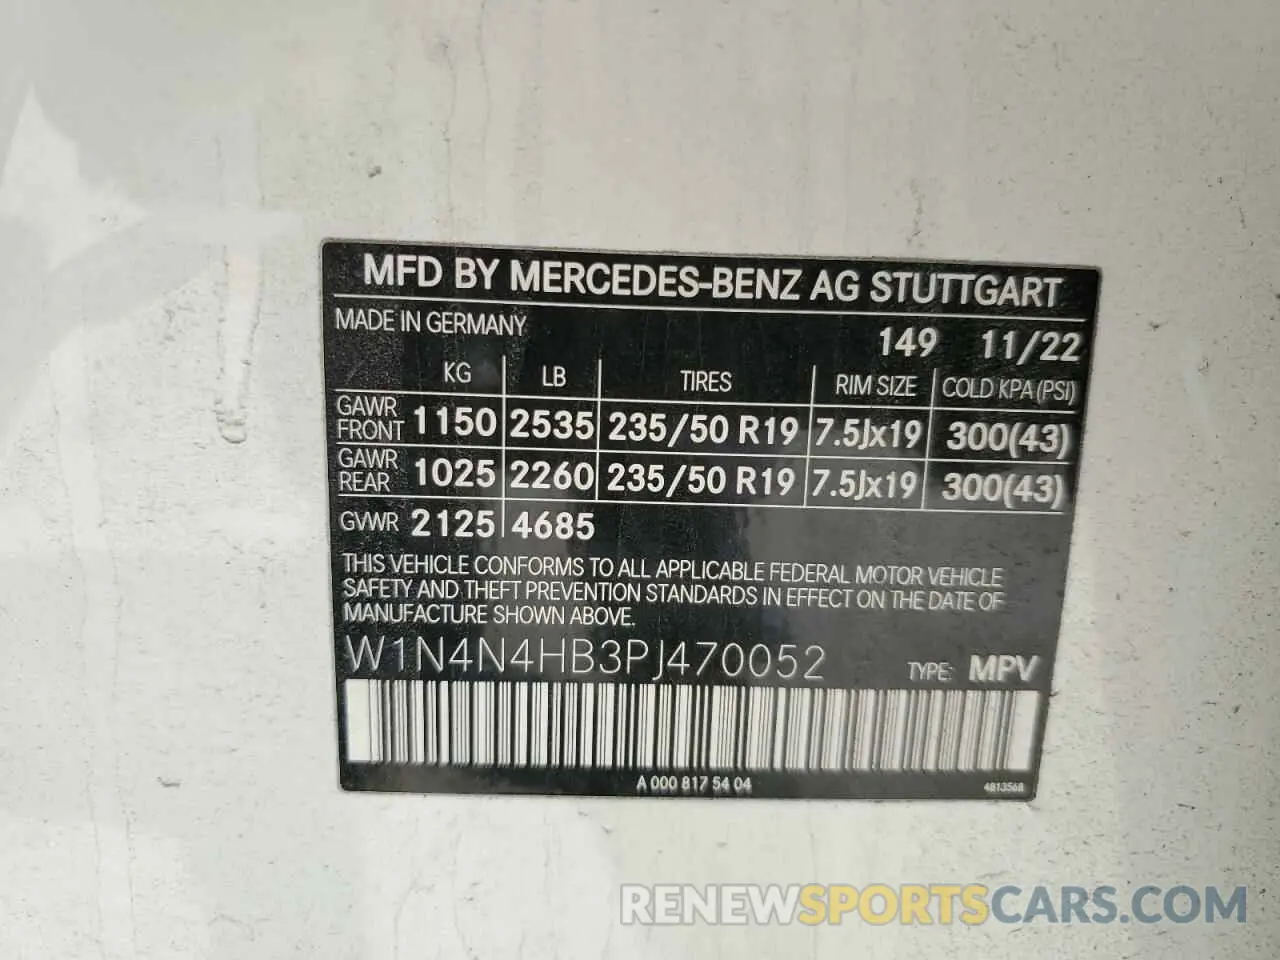 MFD BY MERCEDES-BENZ AG STUTTGART
MADE IN GERMANY
149 11/22
KG LB TIRES RIM SIZE COLD KPA(PSI)
GAWR FRONT 1150 2535 235/50 R19 7.5Jx19 300(43)
GAWR REAR 1025 2260 235/50 R19 7.5Jx19 300(43)
GVWR 2125 4685
THIS VEHICLE CONFORMS TO ALL APPLICABLE FEDERAL MOTOR VEHICLE
SAFETY AND THEFT PREVENTION STANDARDS IN EFFECT ON THE DATE OF
MANUFACTURE SHOWN ABOVE.
W1N4N4HB3PJ470052 TYPE: MPV
A 000 817 54 04
4813568
RENEWSPORTSCARS.COM